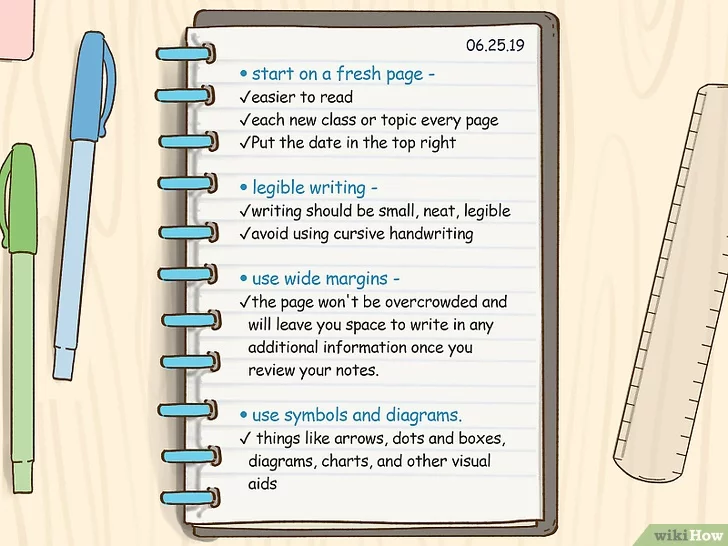 06.25.19
• start on a fresh page -
✓easier to read
✓each new class or topic every page
✓Put the date in the top right
• legible writing -
✓writing should be small, neat, legible
✓avoid using cursive handwriting
• use wide margins -
✓the page won't be overcrowded and
will leave you space to write in any
additional information once you
review your notes.
• use symbols and diagrams.
✓ things like arrows, dots and boxes,
diagrams, charts, and other visual
aids
wikiHow